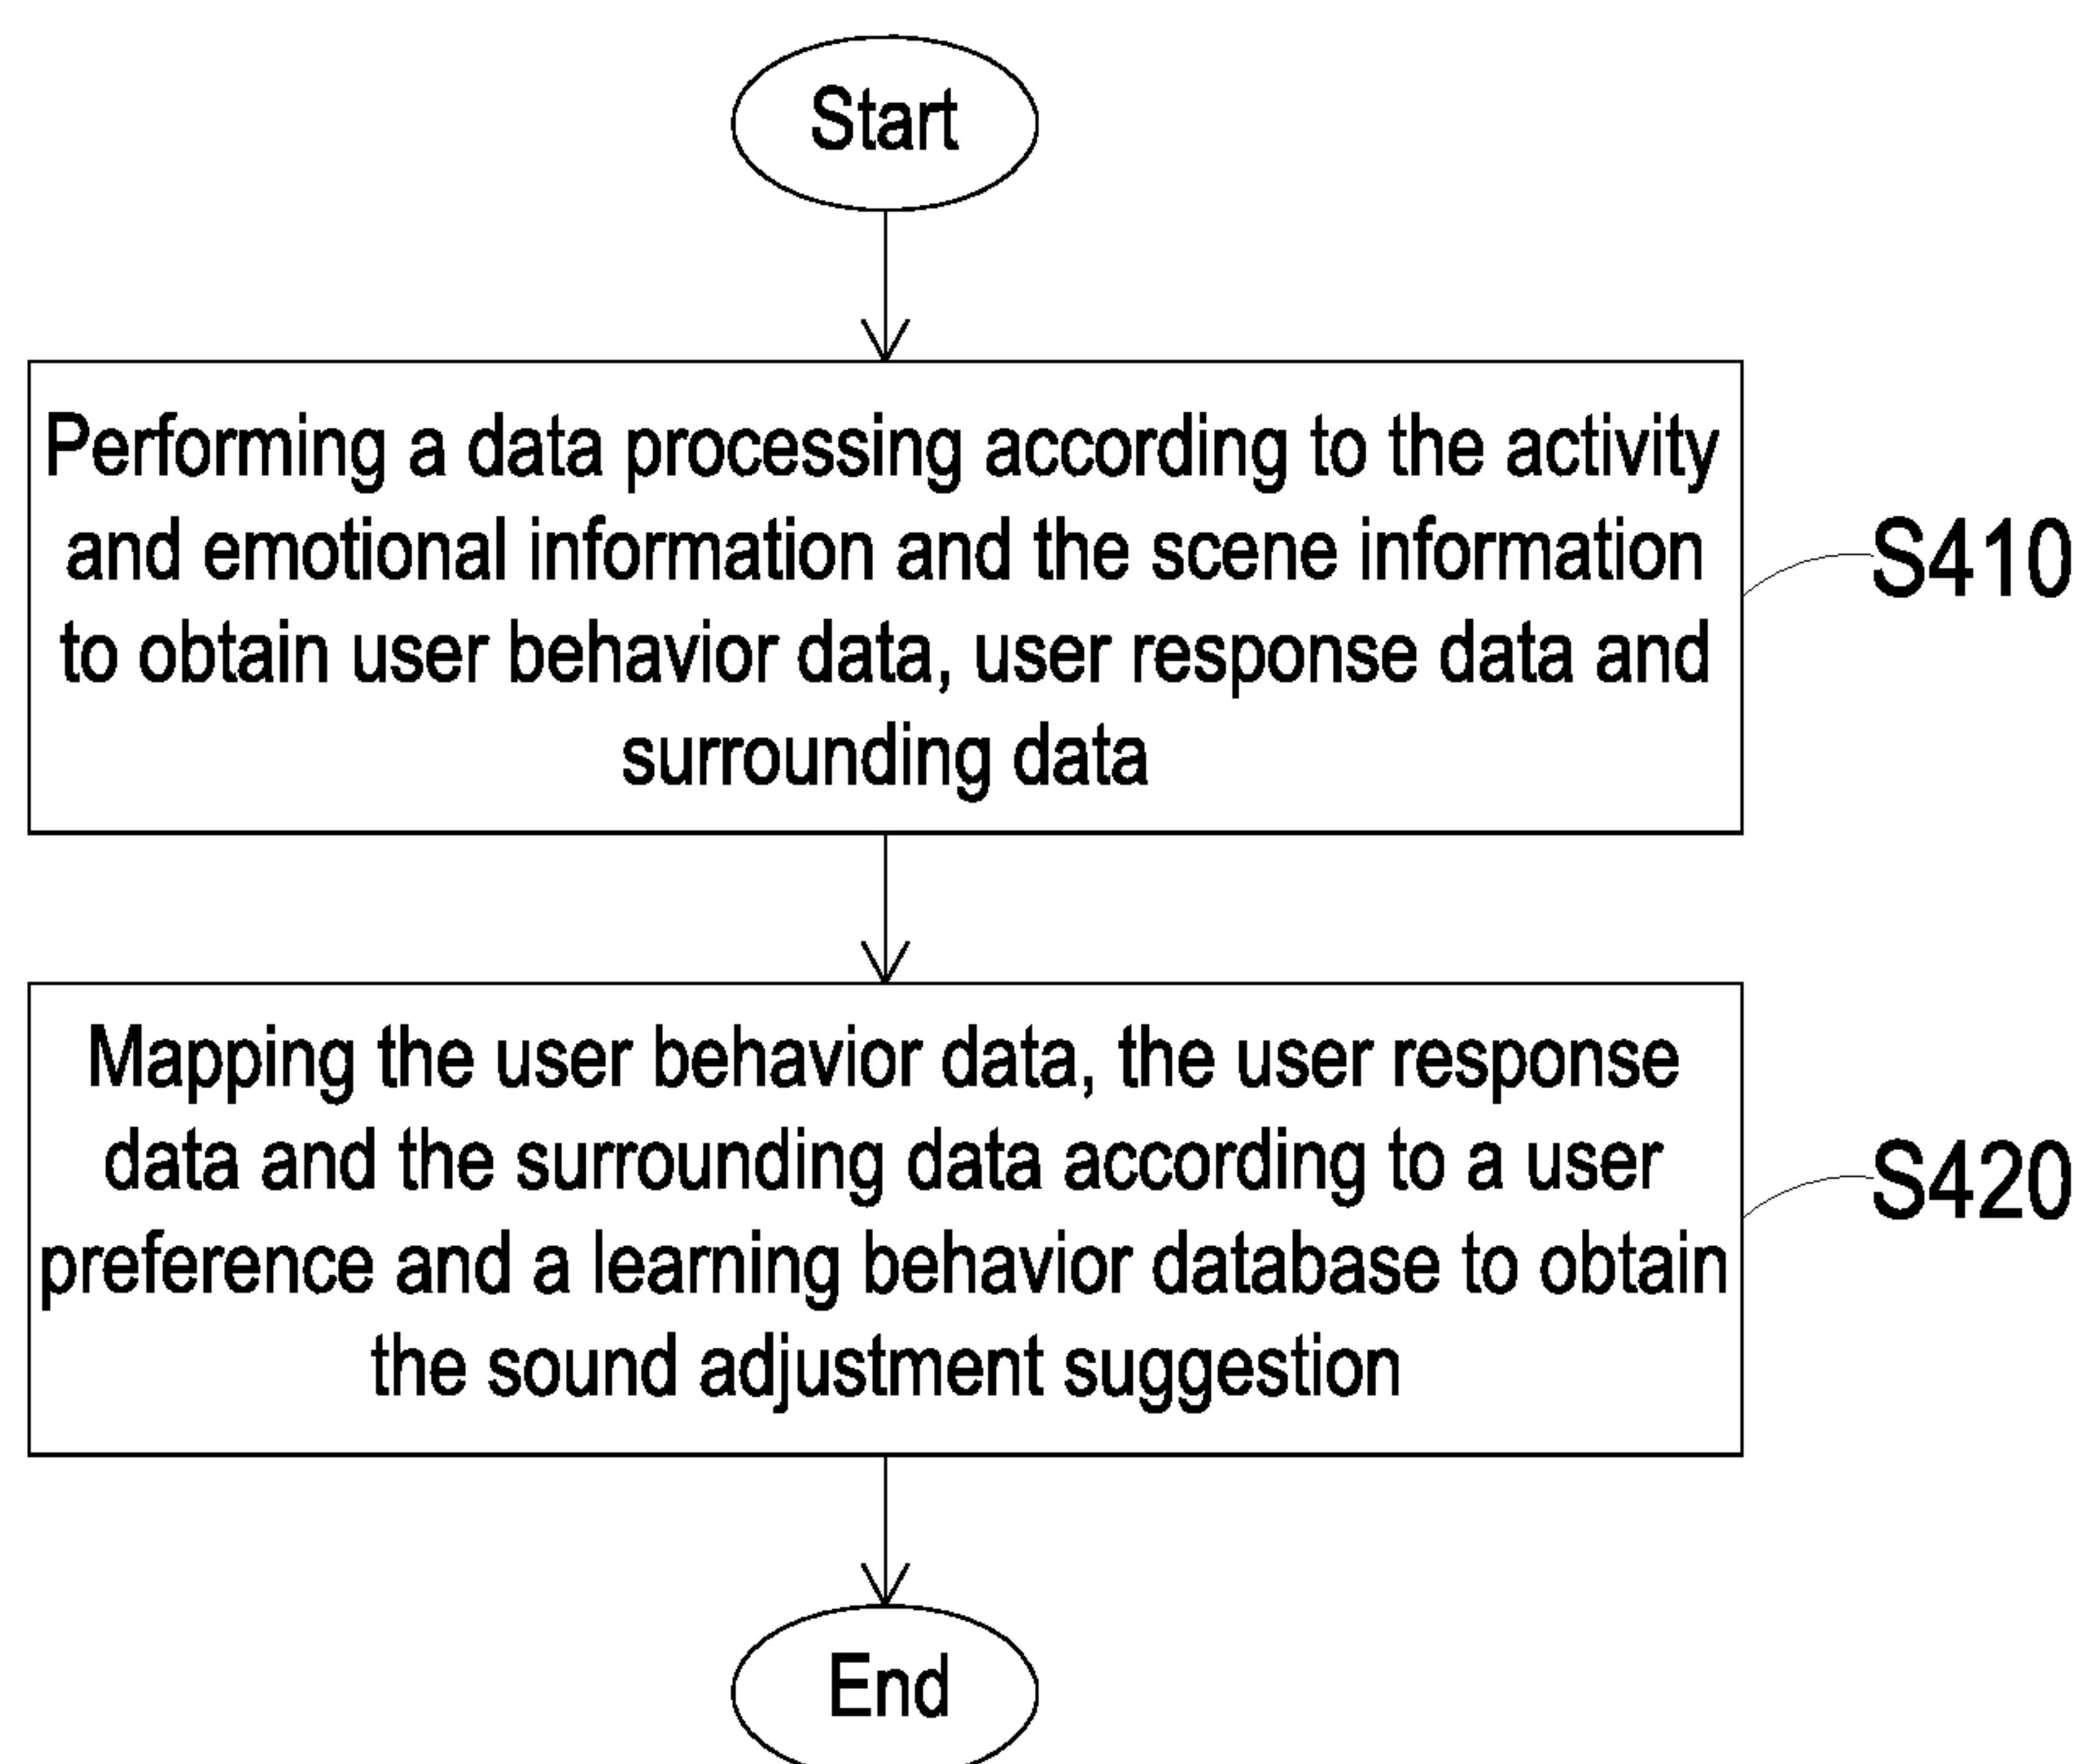 Start
Performing a data processing according to the activity
and emotional information and the scene information
to obtain user behavior data, user response data and
surrounding data
S410
Mapping the user behavior data, the user response
data and the surrounding data according to a user
preference and a learning behavior database to obtain
the sound adjustment suggestion
S420
End